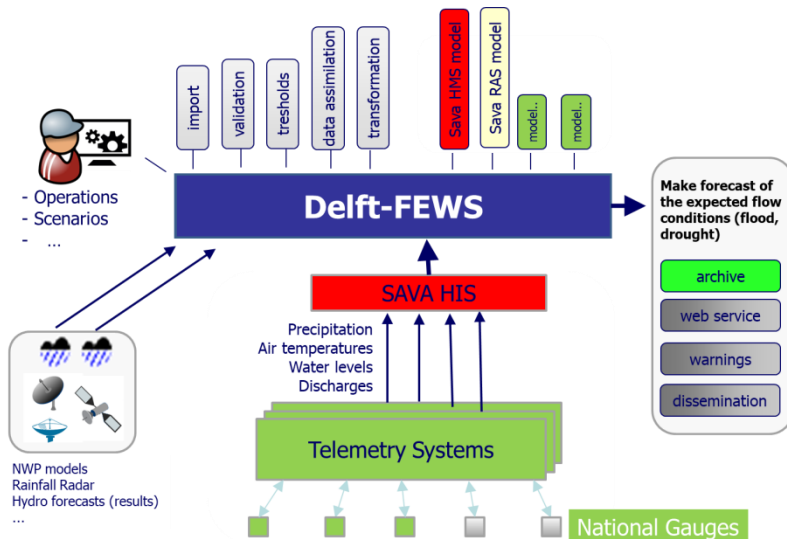 import
validation
tresholds
data assimilation
transformation
Sava HMS model
Sava RAS model
model..
model..
- Operations
- Scenarios
- ...
Delft-FEWS
Make forecast of
the expected flow
conditions (flood,
drought)
archive
web service
warnings
dissemination
SAVA HIS
Precipitation
Air temperatures
Water levels
Discharges
Telemetry Systems
NWP models
Rainfall Radar
Hydro forecasts (results)
...
National Gauges